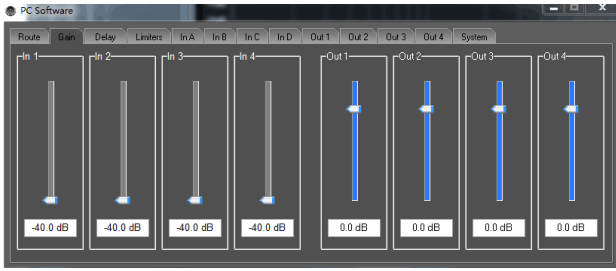 PC Software
Route Gain Delay Limiters In A In B In C In D Out 1 Out 2 Out 3 Out 4 System
In 1 In 2 In 3 In 4 Out 1 Out 2 Out 3 Out 4
-40.0 dB -40.0 dB -40.0 dB -40.0 dB 0.0 dB 0.0 dB 0.0 dB 0.0 dB